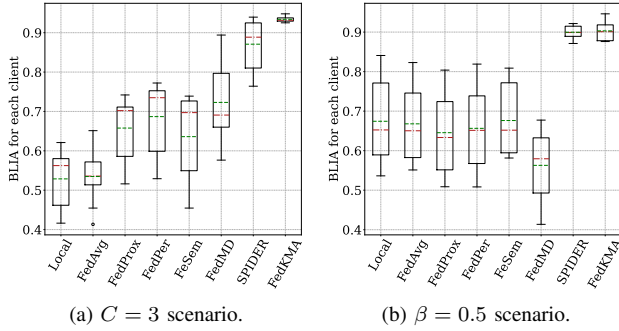 BLIA for each client
0.9
0.8
0.7
0.6
0.5
0.4
Local
FedAvg
FedProx
FedPer
FeSem
FedMD
SPIDER
FedKMA
(a) C = 3 scenario.
BLIA for each client
0.9
0.8
0.7
0.6
0.5
0.4
Local
FedAvg
FedProx
FedPer
FeSem
FedMD
SPIDER
FedKMA
(b) β = 0.5 scenario.